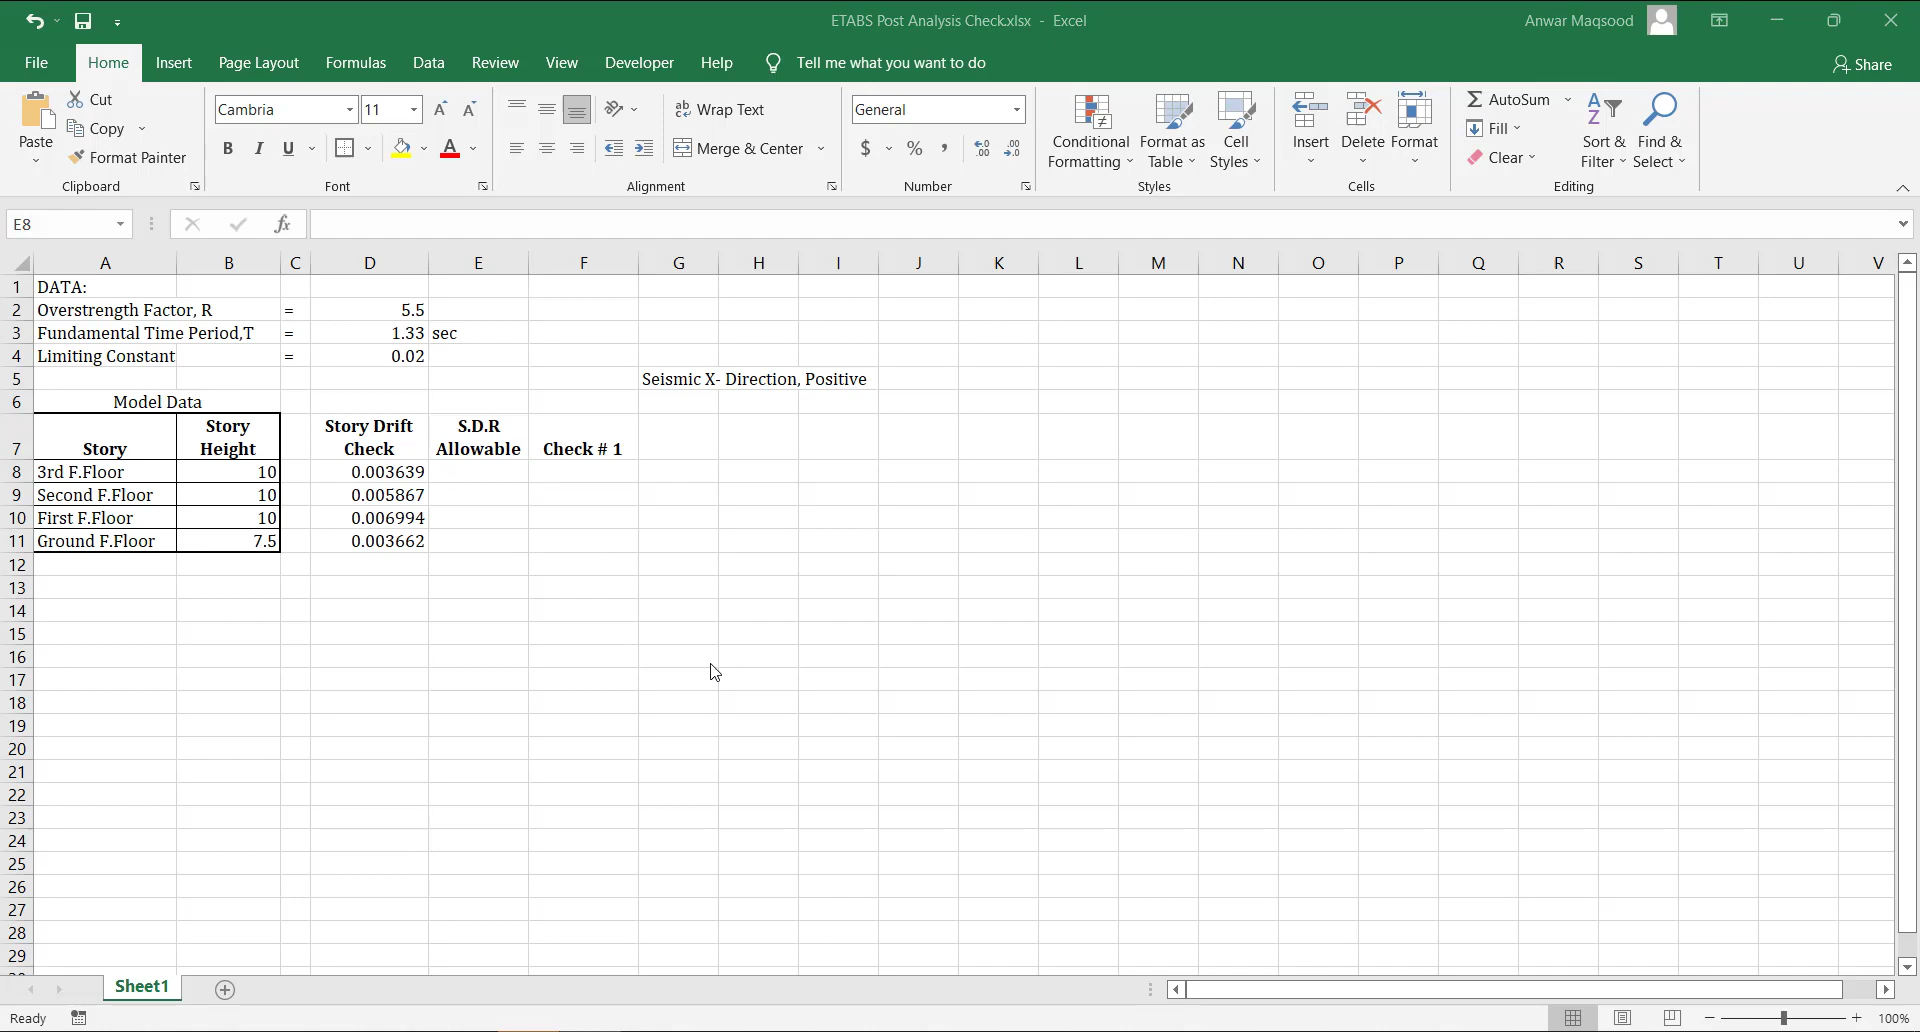 ETABS Post Analysis Check.xlsx - Excel
Anwar Maqsood
File Home Insert Page Layout Formulas Data Review View Developer Help Tell me what you want to do
Share
Paste
Cut
Copy
Format Painter
Clipboard
Cambria 11
B I U
Font
Wrap Text
Merge & Center
Alignment
General
$ % ,
Number
Conditional Formatting
Format as Table
Cell Styles
Styles
Insert Delete Format
Cells
AutoSum
Fill
Clear
Sort & Filter
Find & Select
Editing
E8 fx
A B C D E F G H I J K L M N O P Q R S T U V
1 DATA:
2 Overstrength Factor, R = 5.5
3 Fundamental Time Period,T = 1.33 sec
4 Limiting Constant = 0.02
5 Seismic X- Direction, Positive
6 Model Data
7 Story Story Height Story Drift Check S.D.R Allowable Check # 1
8 3rd F.Floor 10 0.003639
9 Second F.Floor 10 0.005867
10 First F.Floor 10 0.006994
11 Ground F.Floor 7.5 0.003662
12
13
14
15
16
17
18
19
20
21
22
23
24
25
26
27
28
29
Sheet1
Ready
100%